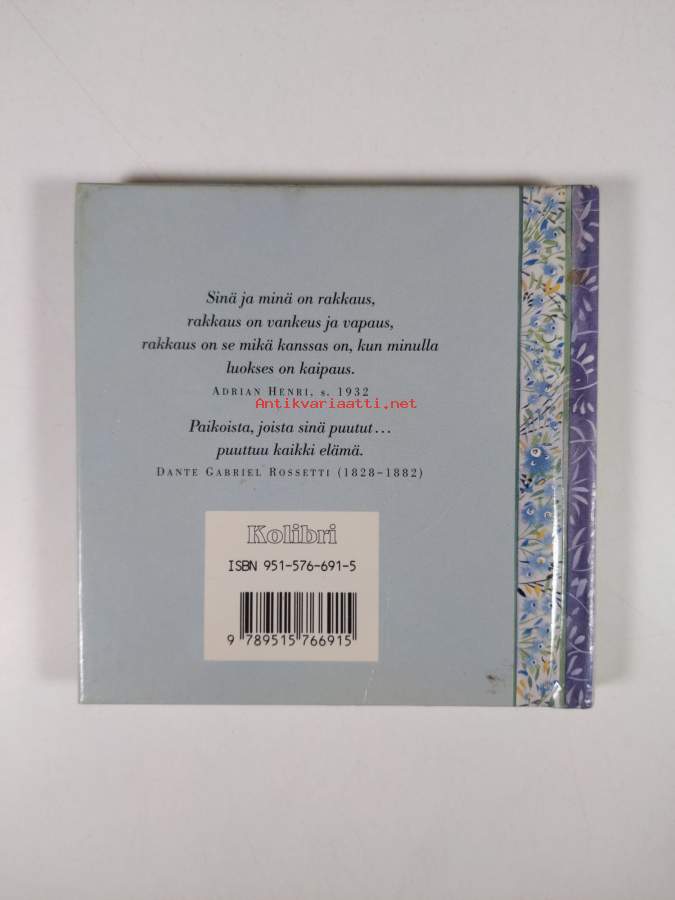 Sinä ja minä on rakkaus,
rakkaus on vankeus ja vapaus,
rakkaus on se mikä kanssas on, kun minulla
luokses on kaipaus.
ADRIAN HENRI, s. 1932
Antikvariaatti.net
Paikoista, joista sinä puutut...
puuttuu kaikki elämä.
DANTE GABRIEL ROSSETTI (1828–1882)
Kolibri
ISBN 951-576-691-5
9 789515 766915